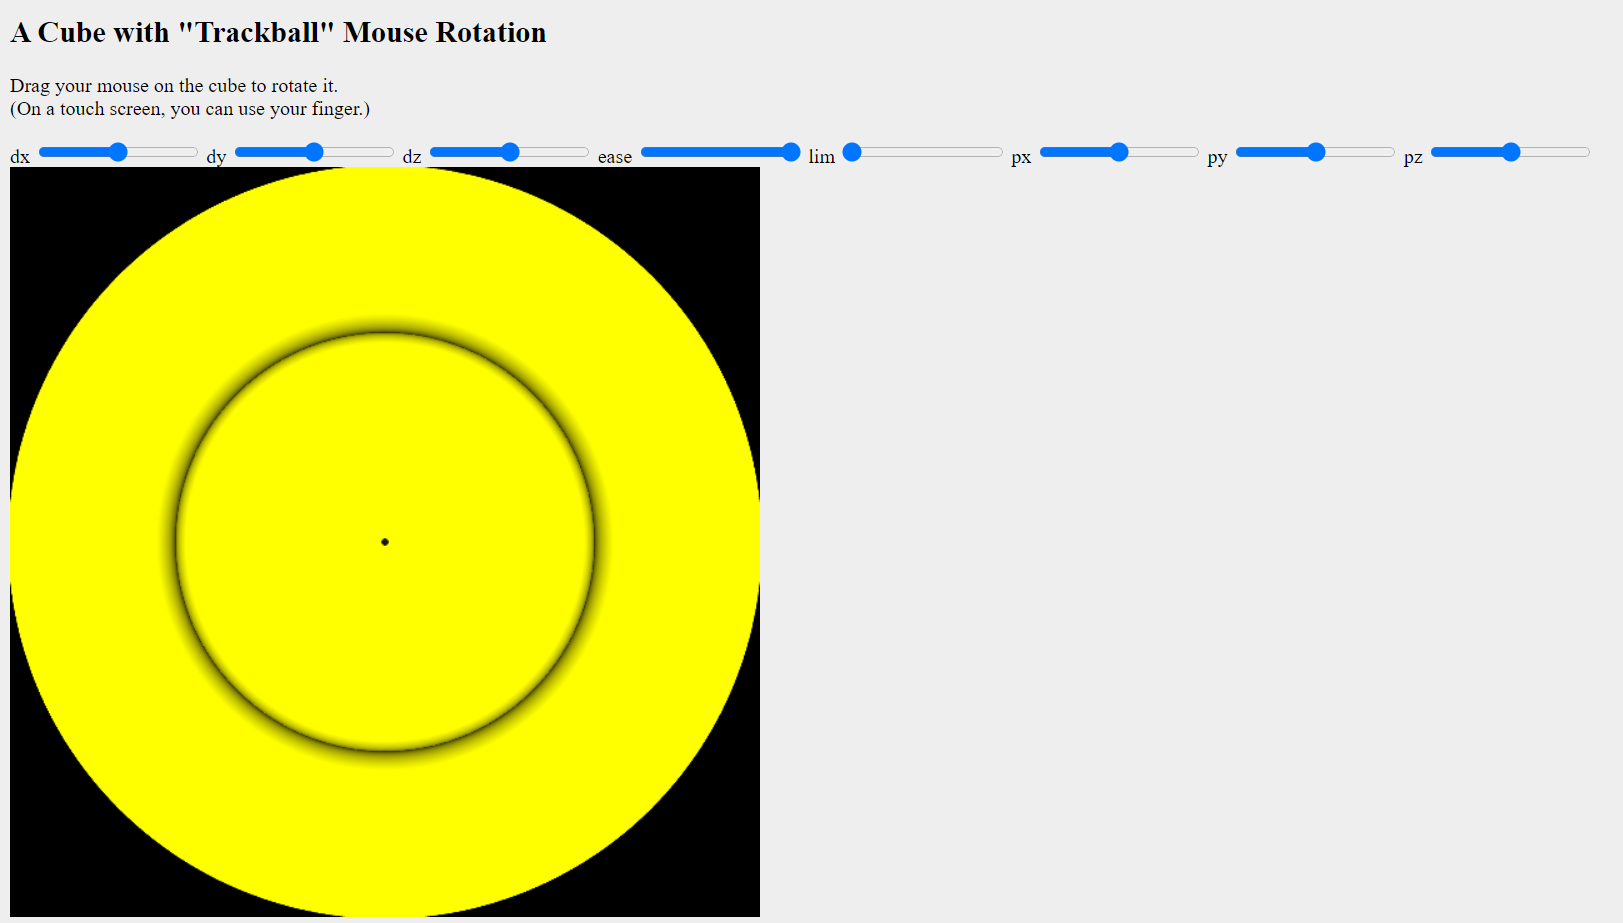 A Cube with "Trackball" Mouse Rotation
Drag your mouse on the cube to rotate it.
(On a touch screen, you can use your finger.)
dx dy dz ease lim px py pz